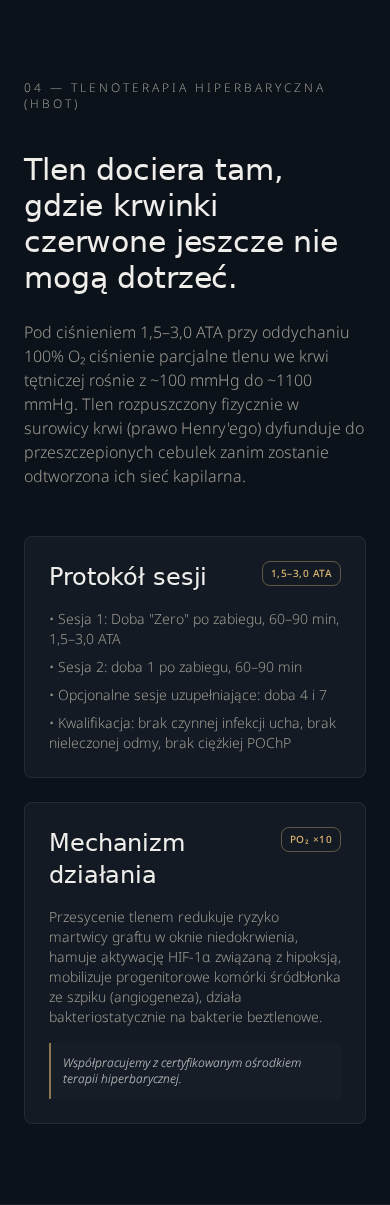 04 — TLENOTERAPIA HIPERBARYCZNA
(HBOT)
Tlen dociera tam,
gdzie krwinki
czerwone jeszcze nie
mogą dotrzeć.
Pod ciśnieniem 1,5–3,0 ATA przy oddychaniu
100% O₂ ciśnienie parcjalne tlenu we krwi
tętniczej rośnie z ~100 mmHg do ~1100
mmHg. Tlen rozpuszczony fizycznie w
surowicy krwi (prawo Henry'ego) dyfunduje do
przeszczepionych cebulek zanim zostanie
odtworzona ich sieć kapilarna.
Protokół sesji
1,5–3,0 ATA
• Sesja 1: Doba "Zero" po zabiegu, 60–90 min,
1,5–3,0 ATA
• Sesja 2: doba 1 po zabiegu, 60–90 min
• Opcjonalne sesje uzupełniające: doba 4 i 7
• Kwalifikacja: brak czynnej infekcji ucha, brak
nieleczonej odmy, brak ciężkiej POChP
Mechanizm
działania
PO₂ ×10
Przesycenie tlenem redukuje ryzyko
martwicy graftu w oknie niedokrwienia,
hamuje aktywację HIF-1α związaną z hipoksją,
mobilizuje progenitorowe komórki śródbłonka
ze szpiku (angiogeneza), działa
bakteriostatycznie na bakterie beztlenowe.
Współpracujemy z certyfikowanym ośrodkiem
terapii hiperbarycznej.